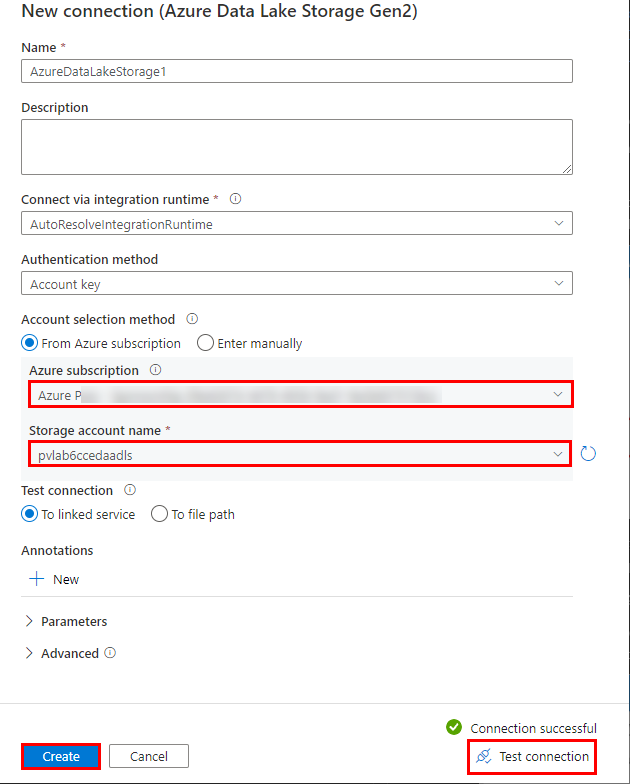 New connection (Azure Data Lake Storage Gen2)
Name *
AzureDataLakeStorage1
Description
Connect via integration runtime *
AutoResolveIntegrationRuntime
Authentication method
Account key
Account selection method
From Azure subscription Enter manually
Azure subscription
Azure
Storage account name *
pvlab6ccedaadls
Test connection
To linked service To file path
Annotations
New
Parameters
Advanced
Connection successful
Create Cancel Test connection